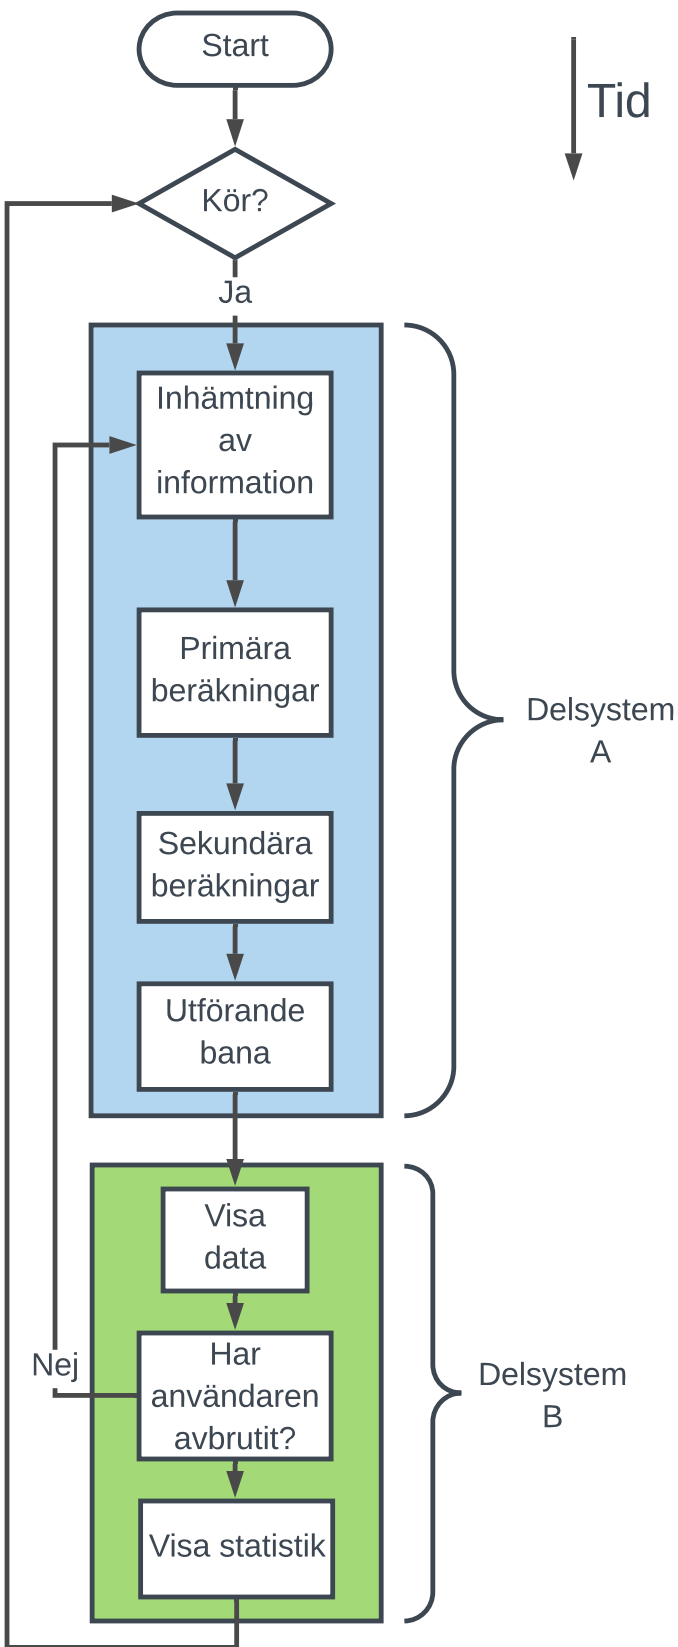 Start
Tid
Kör?
Ja
Inhämtning
av
information
Primära
beräkningar
Delsystem
A
Sekundära
beräkningar
Utförande
bana
Visa
data
Har
användaren
avbrutit?
Nej
Delsystem
B
Visa statistik